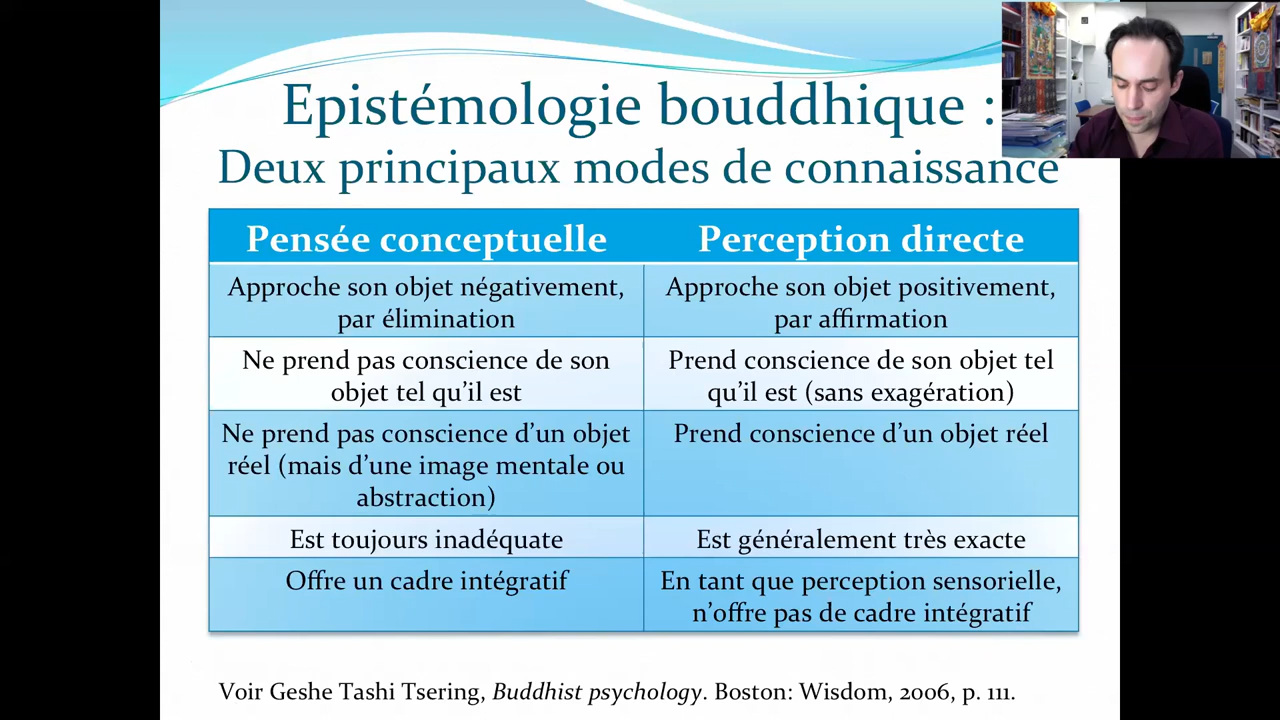 Epistémologie bouddhique :
Deux principaux modes de connaissance
Pensée conceptuelle
Perception directe
Approche son objet négativement,
par élimination
Approche son objet positivement,
par affirmation
Ne prend pas conscience de son
objet tel qu’il est
Prend conscience de son objet tel
qu’il est (sans exagération)
Ne prend pas conscience d’un objet
réel (mais d’une image mentale ou
abstraction)
Prend conscience d’un objet réel
Est toujours inadéquate
Est généralement très exacte
Offre un cadre intégratif
En tant que perception sensorielle,
n’offre pas de cadre intégratif
Voir Geshe Tashi Tsering, Buddhist psychology. Boston: Wisdom, 2006, p. 111.